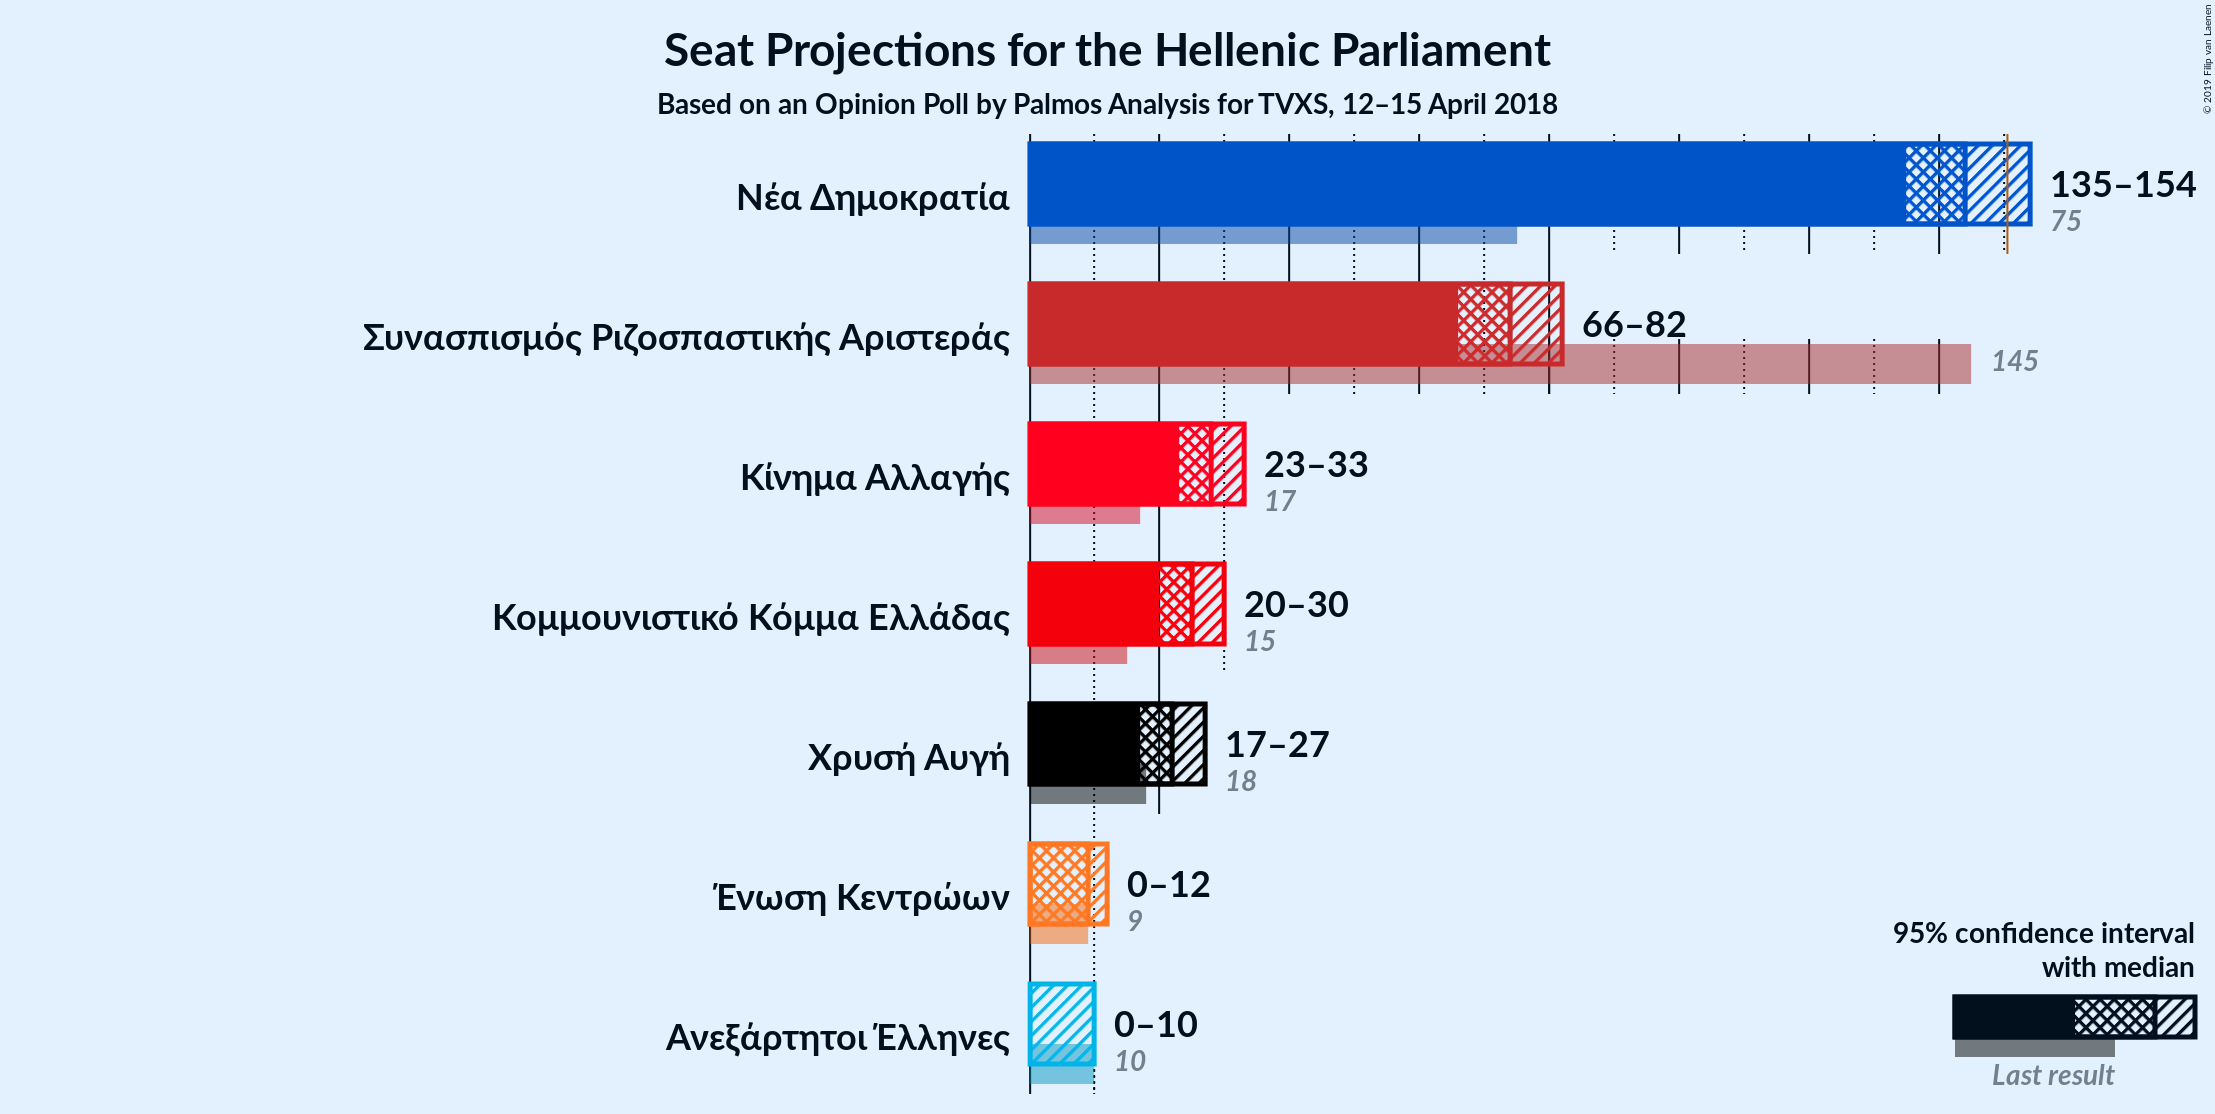 Seat Projections for the Hellenic Parliament
Based on an Opinion Poll by Palmos Analysis for TVXS, 12–15 April 2018
© 2019 Filip van Laenen
Νέα Δημοκρατία
135–154
75
Συνασπισμός Ριζοσπαστικής Αριστεράς
66–82
145
Κίνημα Αλλαγής
23–33
17
Κομμουνιστικό Κόμμα Ελλάδας
20–30
15
Χρυσή Αυγή
17–27
18
Ένωση Κεντρώων
0–12
9
Ανεξάρτητοι Έλληνες
0–10
10
95% confidence interval
with median
Last result